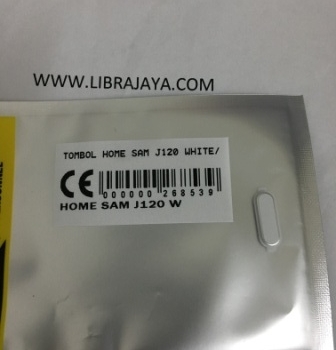 WWW.LIBRAJAYA.COM
TOMBOL HOME SAM J120 WHITE/
CE
000000 268539
HOME SAM J120 W